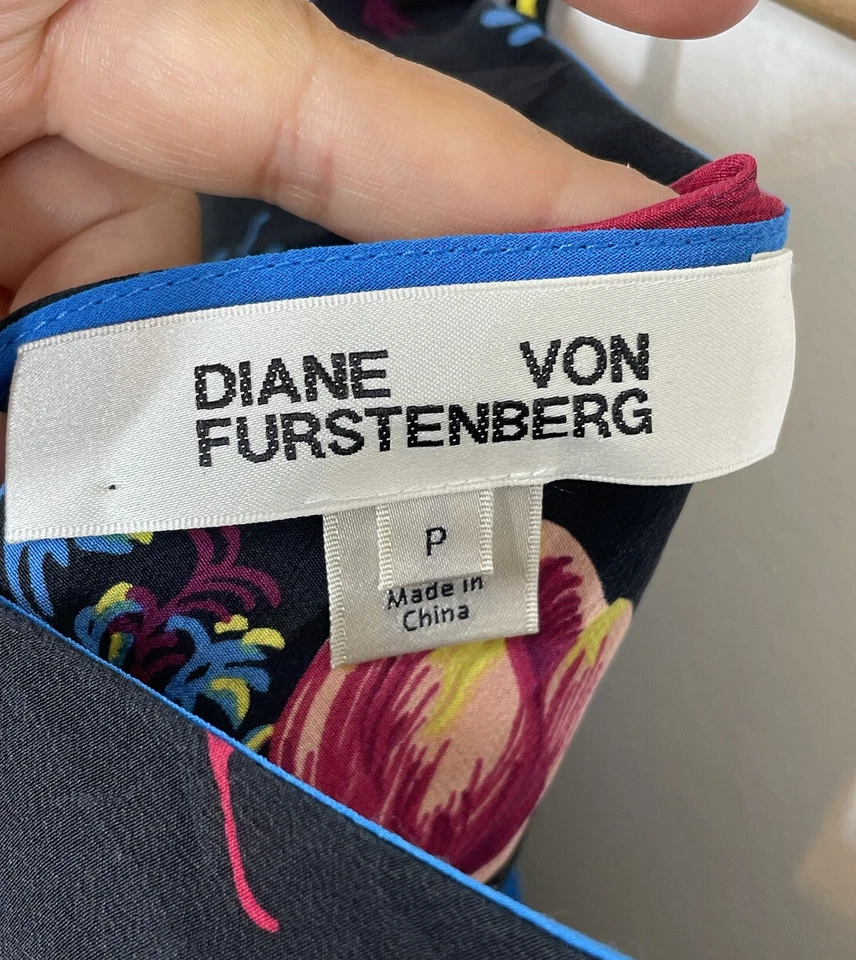 DIANE VON
FURSTENBERG
P
Made in
China